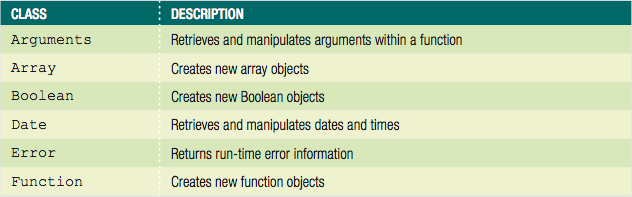 CLASS DESCRIPTION
Arguments Retrieves and manipulates arguments within a function
Array Creates new array objects
Boolean Creates new Boolean objects
Date Retrieves and manipulates dates and times
Error Returns run-time error information
Function Creates new function objects